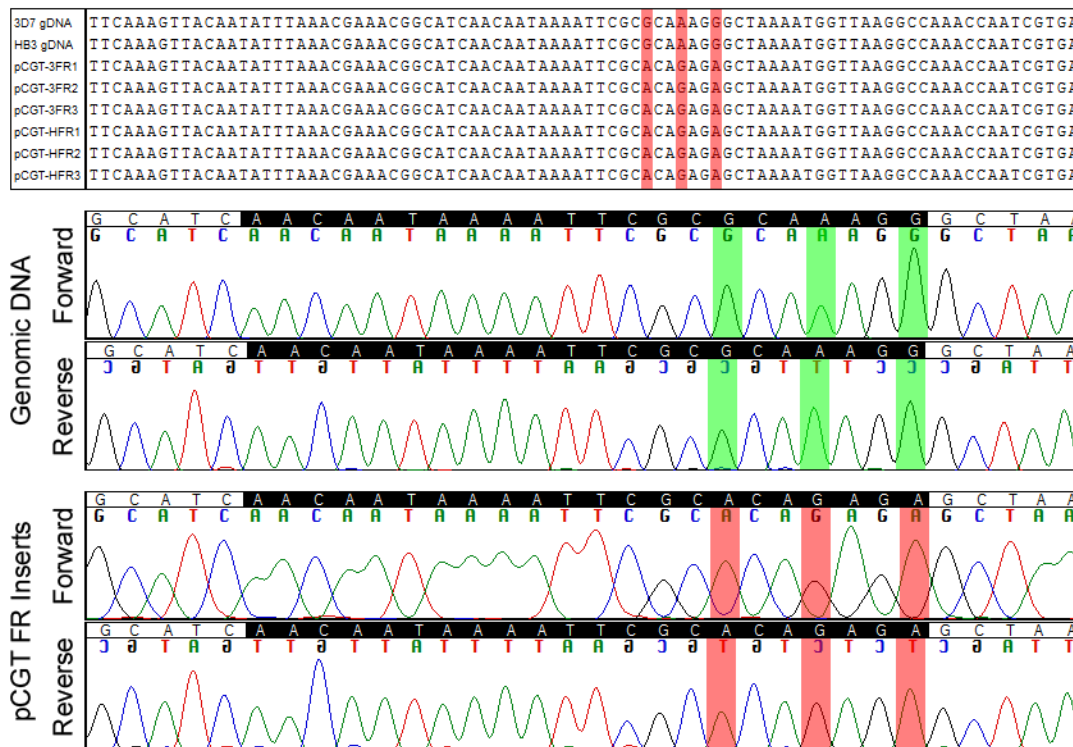 3D7 gDNA TTCAAAGTTACAATATTTAAACGAAACGGCATCAACAATAAAATTCGCGCAAAGGGCTAAAATGGTTAAGGCCAAACCAATCGTGA
HB3 gDNA TTCAAAGTTACAATATTTAAACGAAACGGCATCAACAATAAAATTCGCGCAAAGGGCTAAAATGGTTAAGGCCAAACCAATCGTGA
pCGT-3FR1 TTCAAAGTTACAATATTTAAACGAAACGGCATCAACAATAAAATTCGCACAGAGAGCTAAAATGGTTAAGGCCAAACCAATCGTGA
pCGT-3FR2 TTCAAAGTTACAATATTTAAACGAAACGGCATCAACAATAAAATTCGCACAGAGAGCTAAAATGGTTAAGGCCAAACCAATCGTGA
pCGT-3FR3 TTCAAAGTTACAATATTTAAACGAAACGGCATCAACAATAAAATTCGCACAGAGAGCTAAAATGGTTAAGGCCAAACCAATCGTGA
pCGT-HFR1 TTCAAAGTTACAATATTTAAACGAAACGGCATCAACAATAAAATTCGCACAGAGAGCTAAAATGGTTAAGGCCAAACCAATCGTGA
pCGT-HFR2 TTCAAAGTTACAATATTTAAACGAAACGGCATCAACAATAAAATTCGCACAGAGAGCTAAAATGGTTAAGGCCAAACCAATCGTGA
pCGT-HFR3 TTCAAAGTTACAATATTTAAACGAAACGGCATCAACAATAAAATTCGCACAGAGAGCTAAAATGGTTAAGGCCAAACCAATCGTGA
Genomic DNA
Forward
G C A T C A A C A A T A A A A T T C G C G C A A A G G G C T A A
G C A T C A A C A A T A A A A T T C G C G C A A A G G G C T A A
Reverse
G C A T C A A C A A T A A A A T T C G C G C A A A G G G C T A A
C G T A G T T G T T A T T T T A A G C G C G T T T C C C G A T T
pCGT FR Inserts
Forward
G C A T C A A C A A T A A A A T T C G C A C A G A G A G C T A A
G C A T C A A C A A T A A A A T T C G C A C A G A G A G C T A A
Reverse
G C A T C A A C A A T A A A A T T C G C A C A G A G A G C T A A
C G T A G T T G T T A T T T T A A G C G T G T C T C T C G A T T